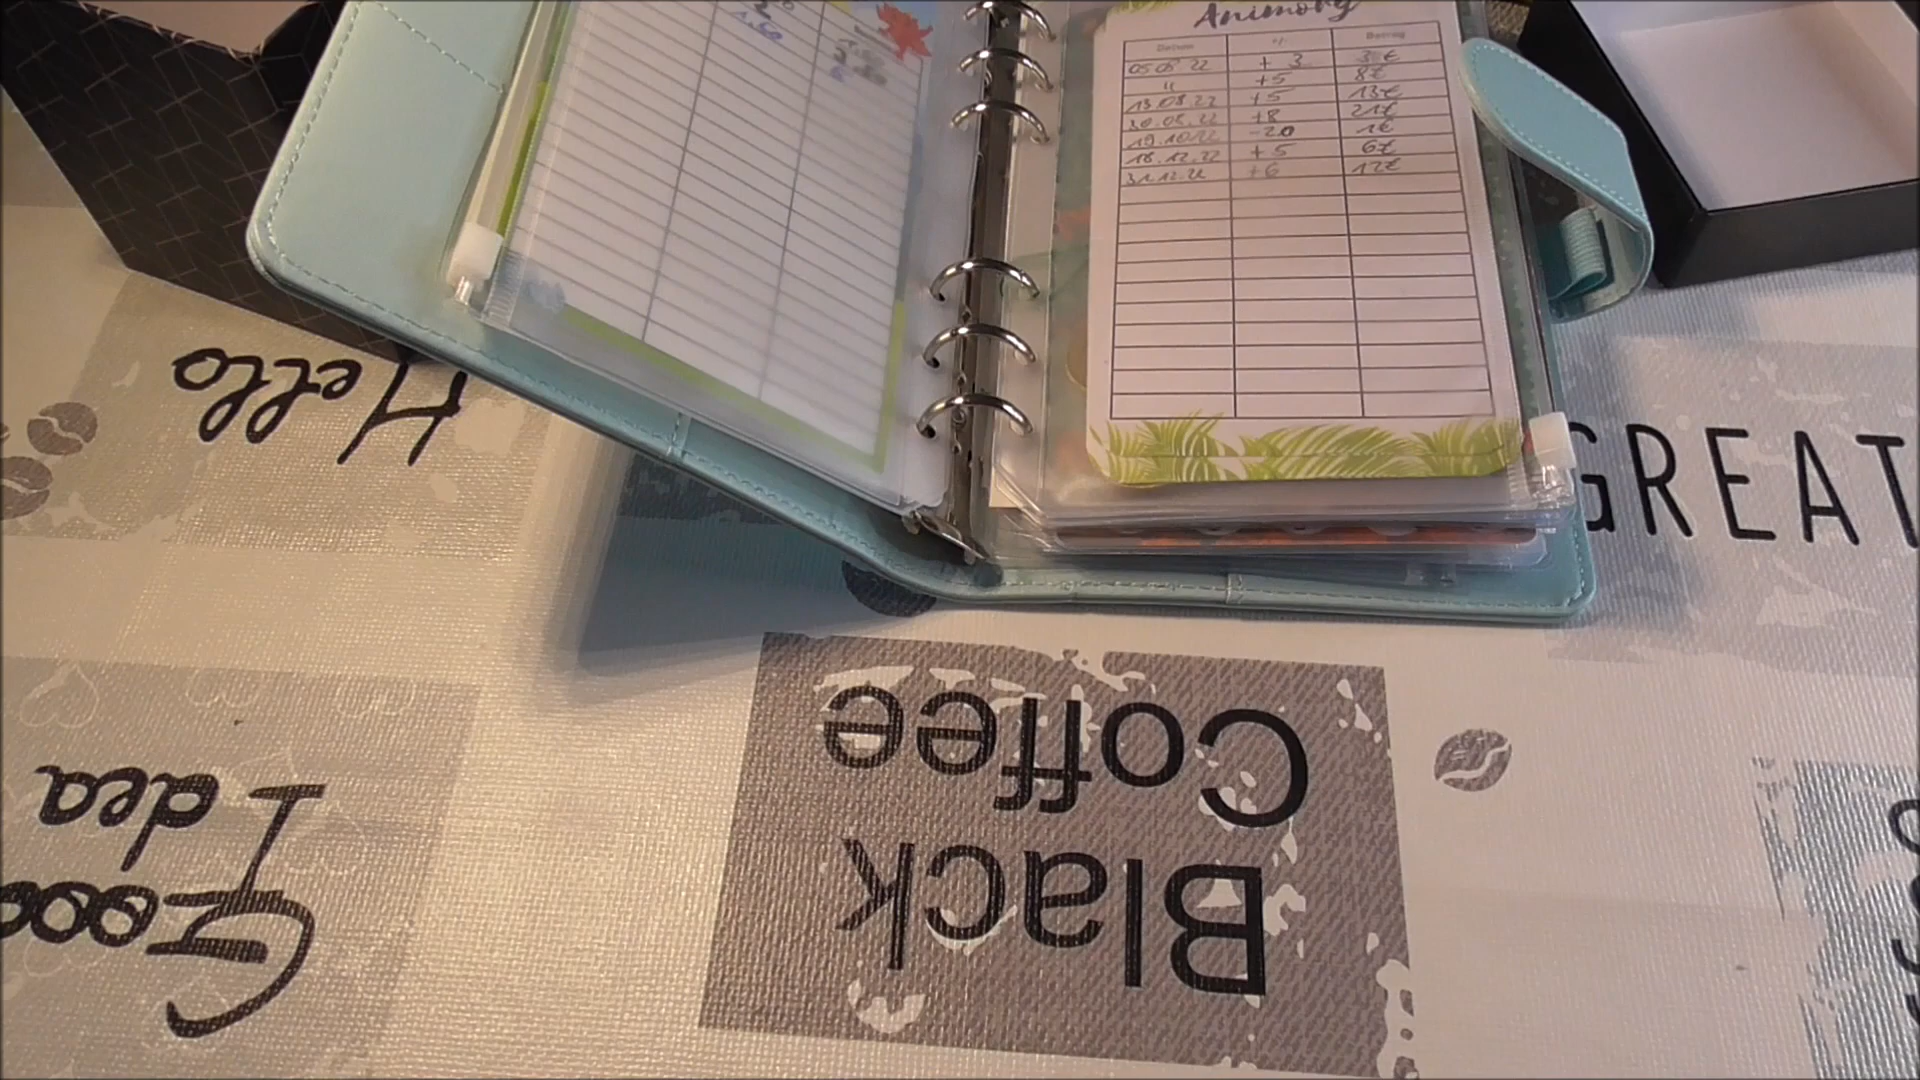 Animony
Datum +/- Betrag
05.08.22 + 3 3€
" +5 8€
13.08.22 +5 13€
30.08.22 +8 21€
19.10.22 -20 1€
18.12.22 +5 6€
31.12.22 +6 12€
Hello
GREAT
Black
Coffee
Good
Idea